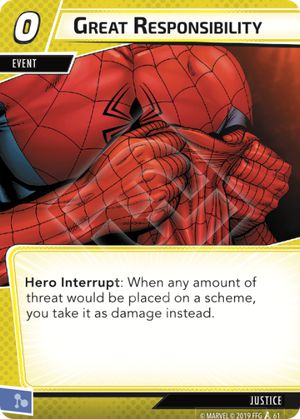 0
GREAT RESPONSIBILITY
EVENT
Hero Interrupt: When any amount of
threat would be placed on a scheme,
you take it as damage instead.
JUSTICE
© MARVEL © 2019 FFG 61